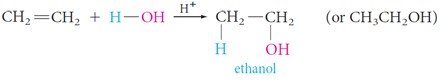 CH₂=CH₂ + H—OH H⁺ → CH₂—CH₂ (or CH₃CH₂OH)
H OH
ethanol